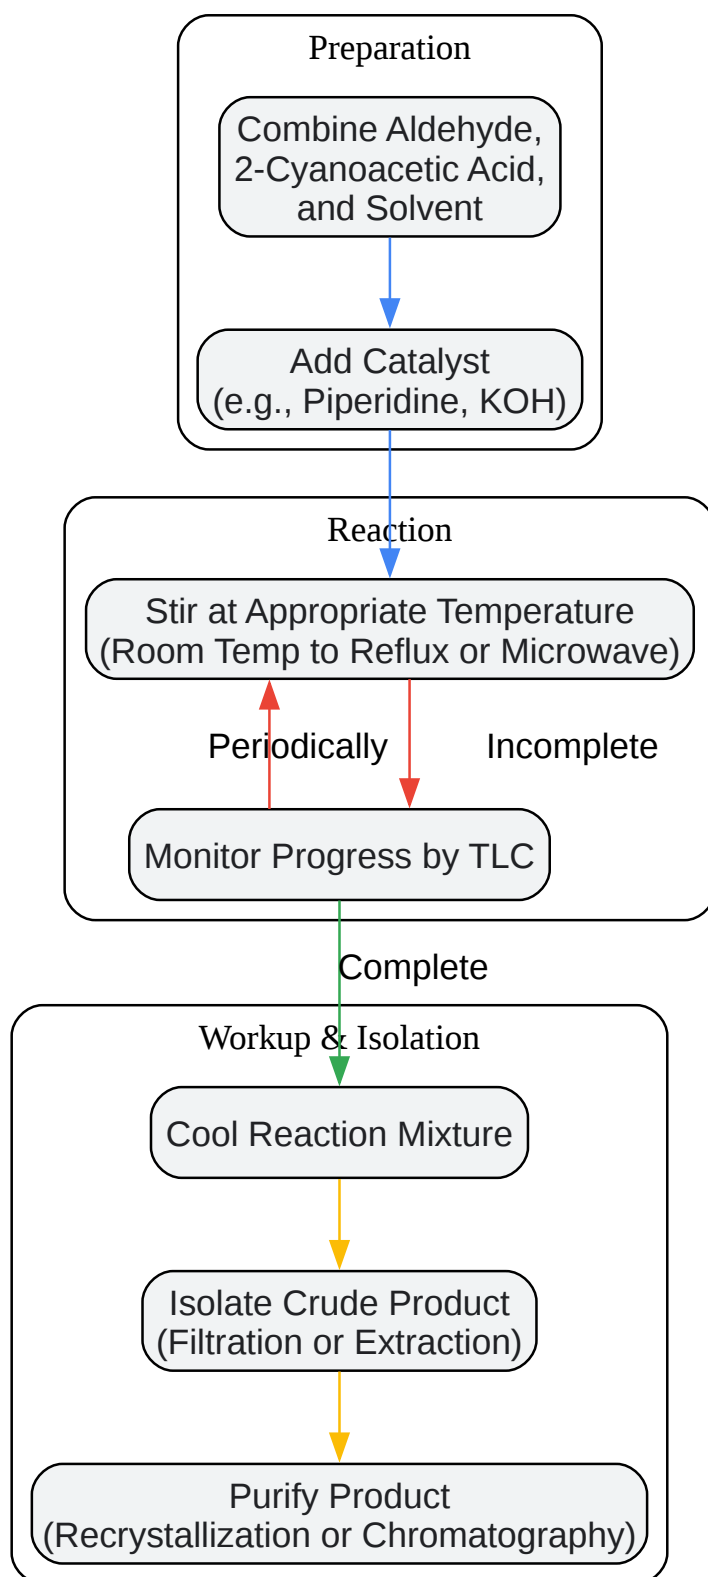 Preparation
Combine Aldehyde,
2-Cyanoacetic Acid,
and Solvent
Add Catalyst
(e.g., Piperidine, KOH)
Reaction
Stir at Appropriate Temperature
(Room Temp to Reflux or Microwave)
Periodically
Incomplete
Monitor Progress by TLC
Complete
Workup & Isolation
Cool Reaction Mixture
Isolate Crude Product
(Filtration or Extraction)
Purify Product
(Recrystallization or Chromatography)